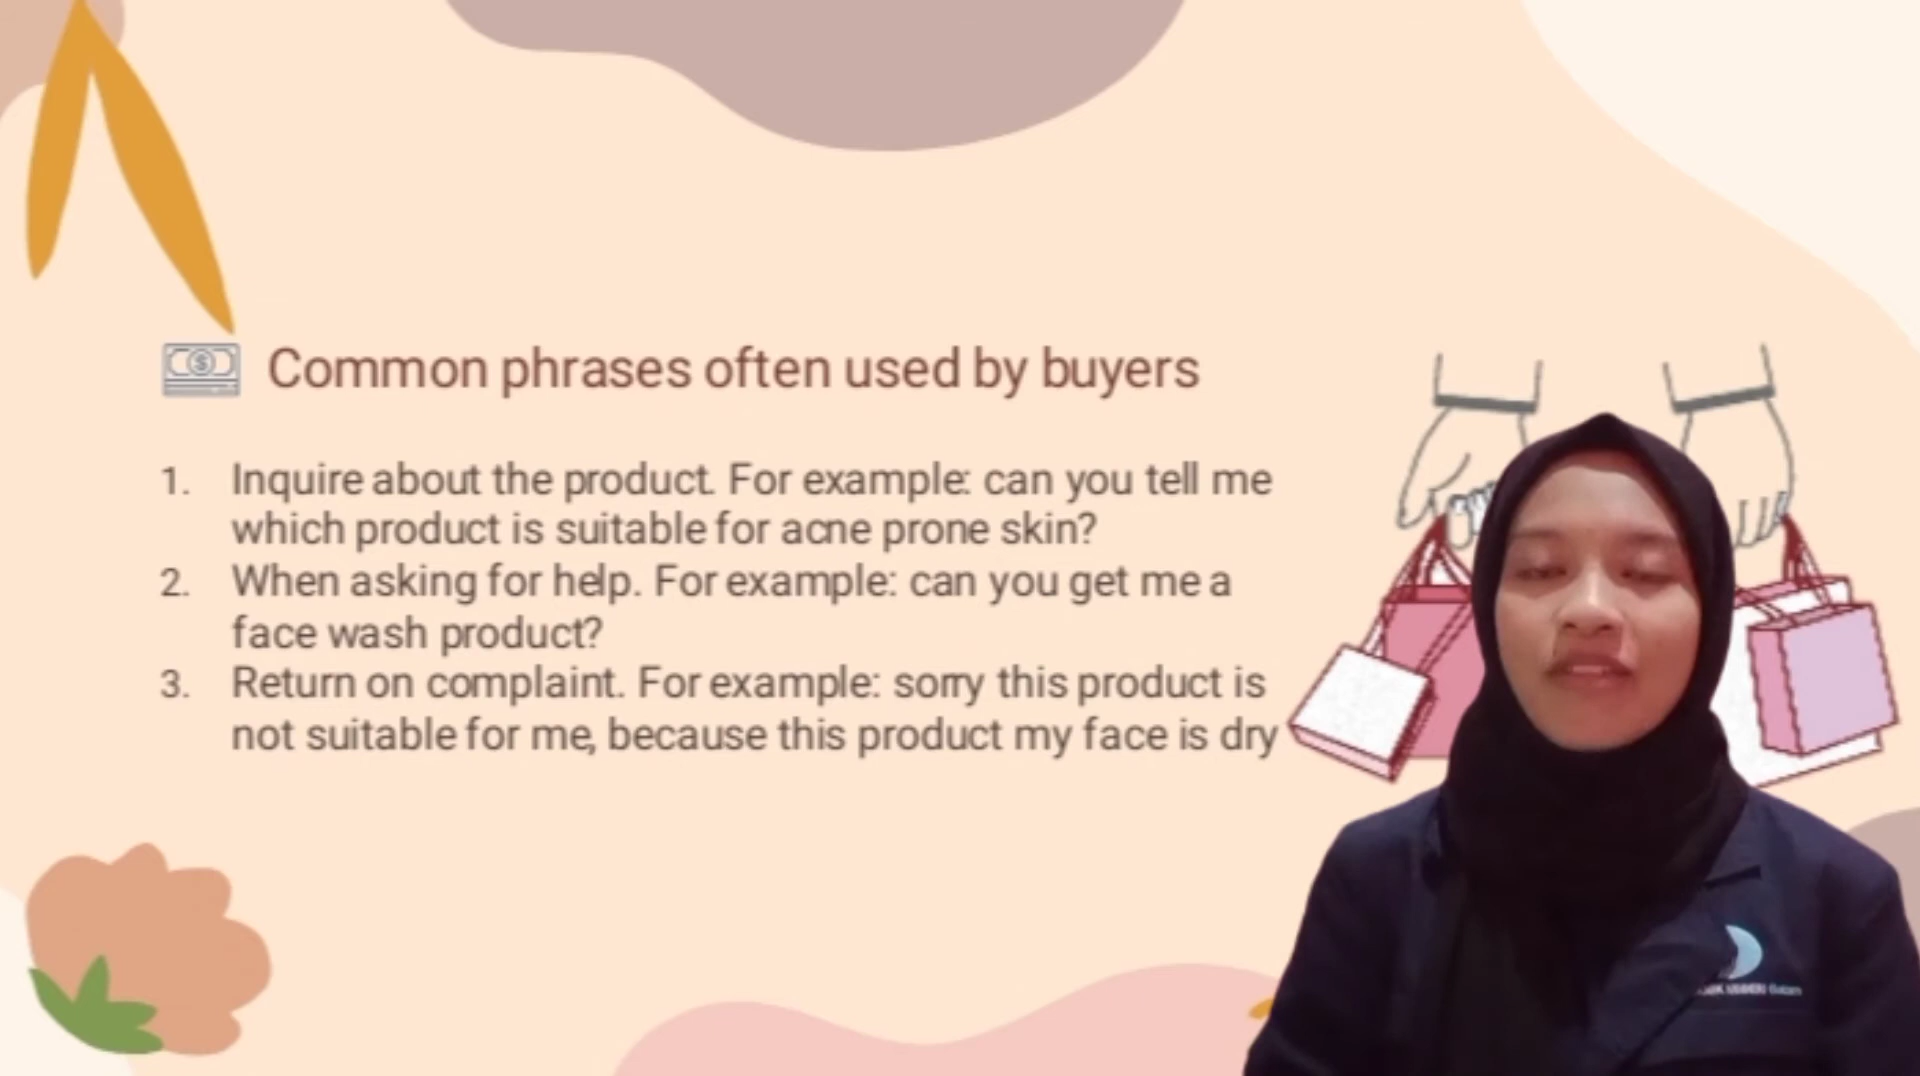 Common phrases often used by buyers
1. Inquire about the product. For example: can you tell me
which product is suitable for acne prone skin?
2. When asking for help. For example: can you get me a
face wash product?
3. Return on complaint. For example: sorry this product is
not suitable for me, because this product my face is dry